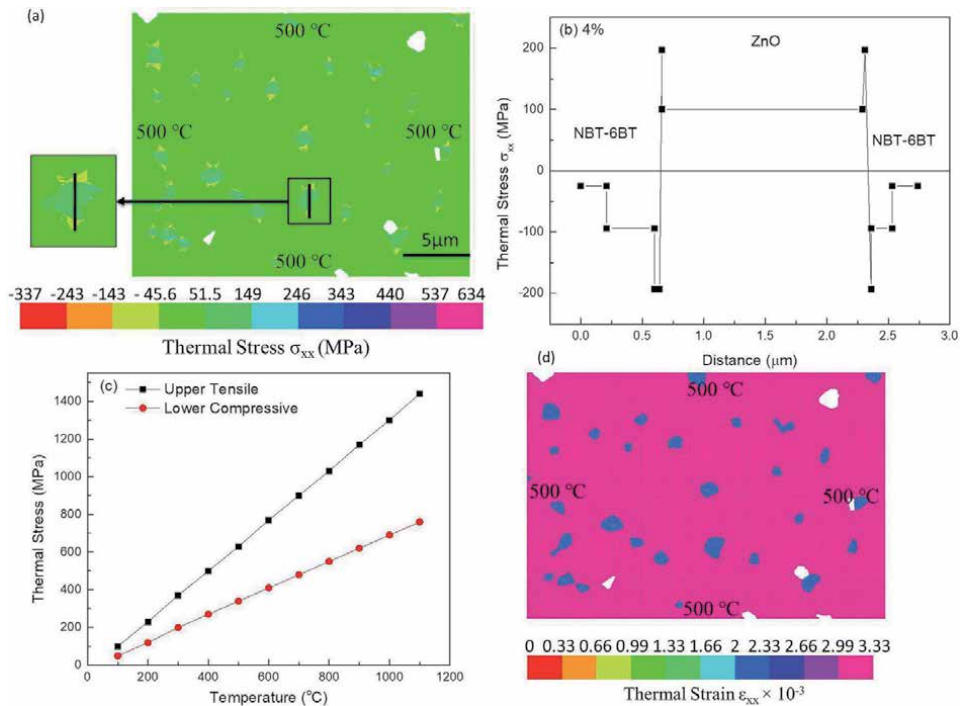 (a)
500 °C
500 °C
500 °C
500 °C
5μm
-337 -243 -143 -45.6 51.5 149 246 343 440 537 634
Thermal Stress σxx (MPa)
(b) 4%
ZnO
NBT-6BT
NBT-6BT
200
100
0
-100
-200
Thermal Stress σxx (MPa)
0.0 0.5 1.0 1.5 2.0 2.5 3.0
Distance (μm)
(c)
Upper Tensile
Lower Compressive
1400
1200
1000
800
600
400
200
0
Thermal Stress (MPa)
0 200 400 600 800 1000 1200
Temperature (°C)
(d)
500 °C
500 °C
500 °C
500 °C
0 0.33 0.66 0.99 1.33 1.66 2 2.33 2.66 2.99 3.33
Thermal Strain εxx × 10-3